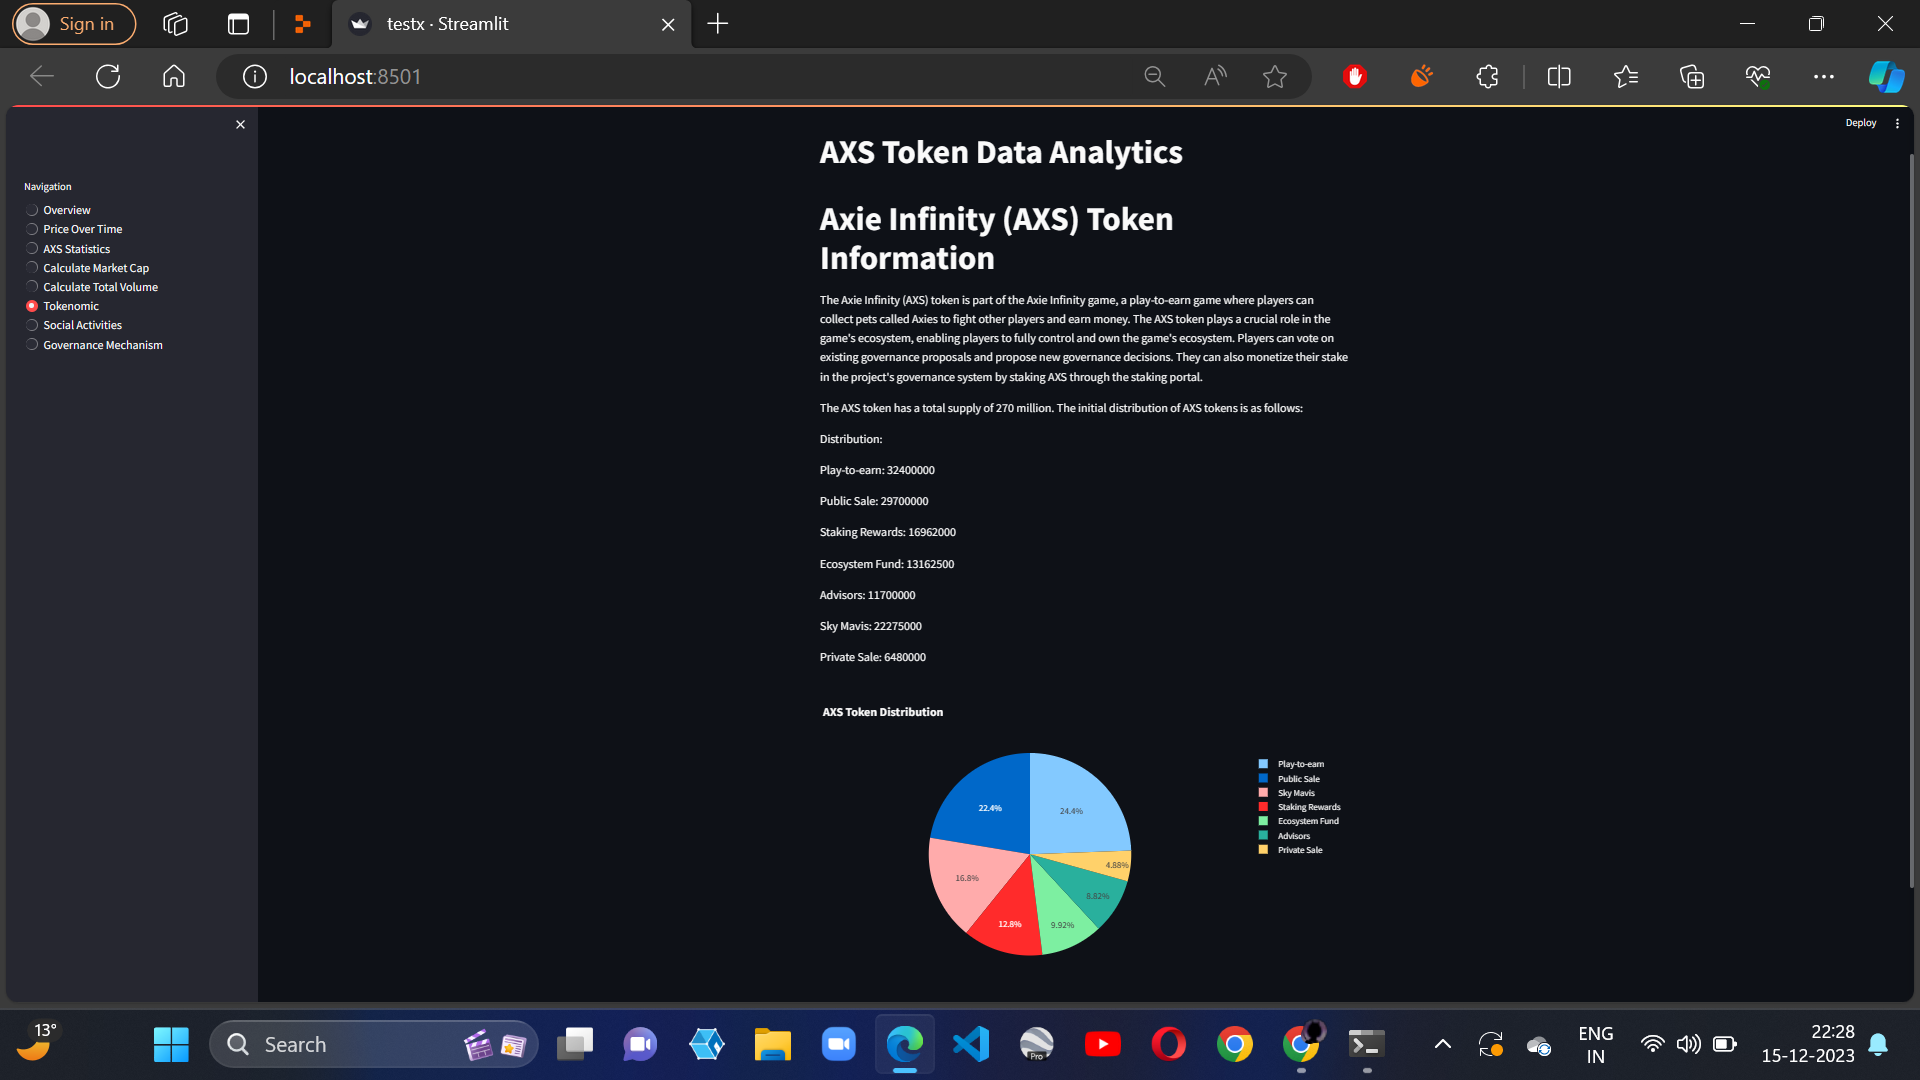 Sign in
testx · Streamlit
localhost:8501
Deploy
Navigation
Overview
Price Over Time
AXS Statistics
Calculate Market Cap
Calculate Total Volume
Tokenomic
Social Activities
Governance Mechanism
AXS Token Data Analytics
Axie Infinity (AXS) Token
Information
The Axie Infinity (AXS) token is part of the Axie Infinity game, a play-to-earn game where players can
collect pets called Axies to fight other players and earn money. The AXS token plays a crucial role in the
game's ecosystem, enabling players to fully control and own the game's ecosystem. Players can vote on
existing governance proposals and propose new governance decisions. They can also monetize their stake
in the project's governance system by staking AXS through the staking portal.
The AXS token has a total supply of 270 million. The initial distribution of AXS tokens is as follows:
Distribution:
Play-to-earn: 32400000
Public Sale: 29700000
Staking Rewards: 16962000
Ecosystem Fund: 13162500
Advisors: 11700000
Sky Mavis: 22275000
Private Sale: 6480000
AXS Token Distribution
22.4%
24.4%
4.88%
16.8%
8.82%
12.8%
9.92%
Play-to-earn
Public Sale
Sky Mavis
Staking Rewards
Ecosystem Fund
Advisors
Private Sale
13°
Search
Pro
ENG
IN
22:28
15-12-2023